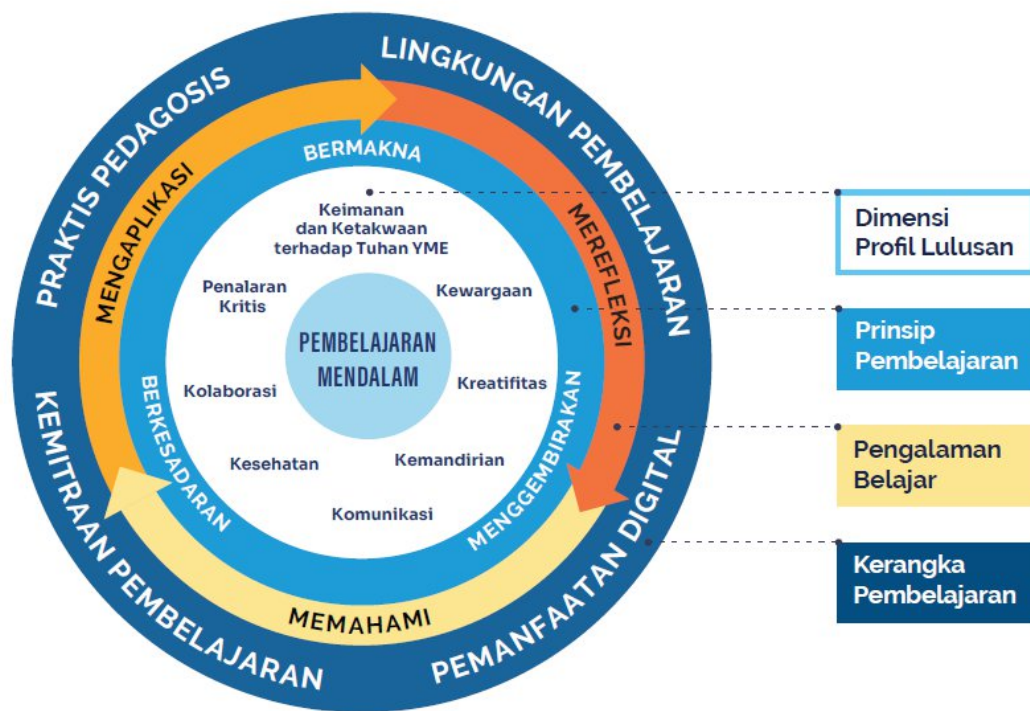 PRAKTIS PEDAGOSIS
LINGKUNGAN PEMBELAJARAN
KEMITRAAN PEMBELAJARAN
PEMANFAATAN DIGITAL
MENGAPLIKASI
MEREFLEKSI
MEMAHAMI
BERMAKNA
BERKESADARAN
MENGGEMBIRAKAN
Keimanan
dan Ketakwaan
terhadap Tuhan YME
Penalaran
Kritis
Kewargaan
Kolaborasi
Kreatifitas
Kesehatan
Kemandirian
Komunikasi
PEMBELAJARAN
MENDALAM
Dimensi
Profil Lulusan
Prinsip
Pembelajaran
Pengalaman
Belajar
Kerangka
Pembelajaran